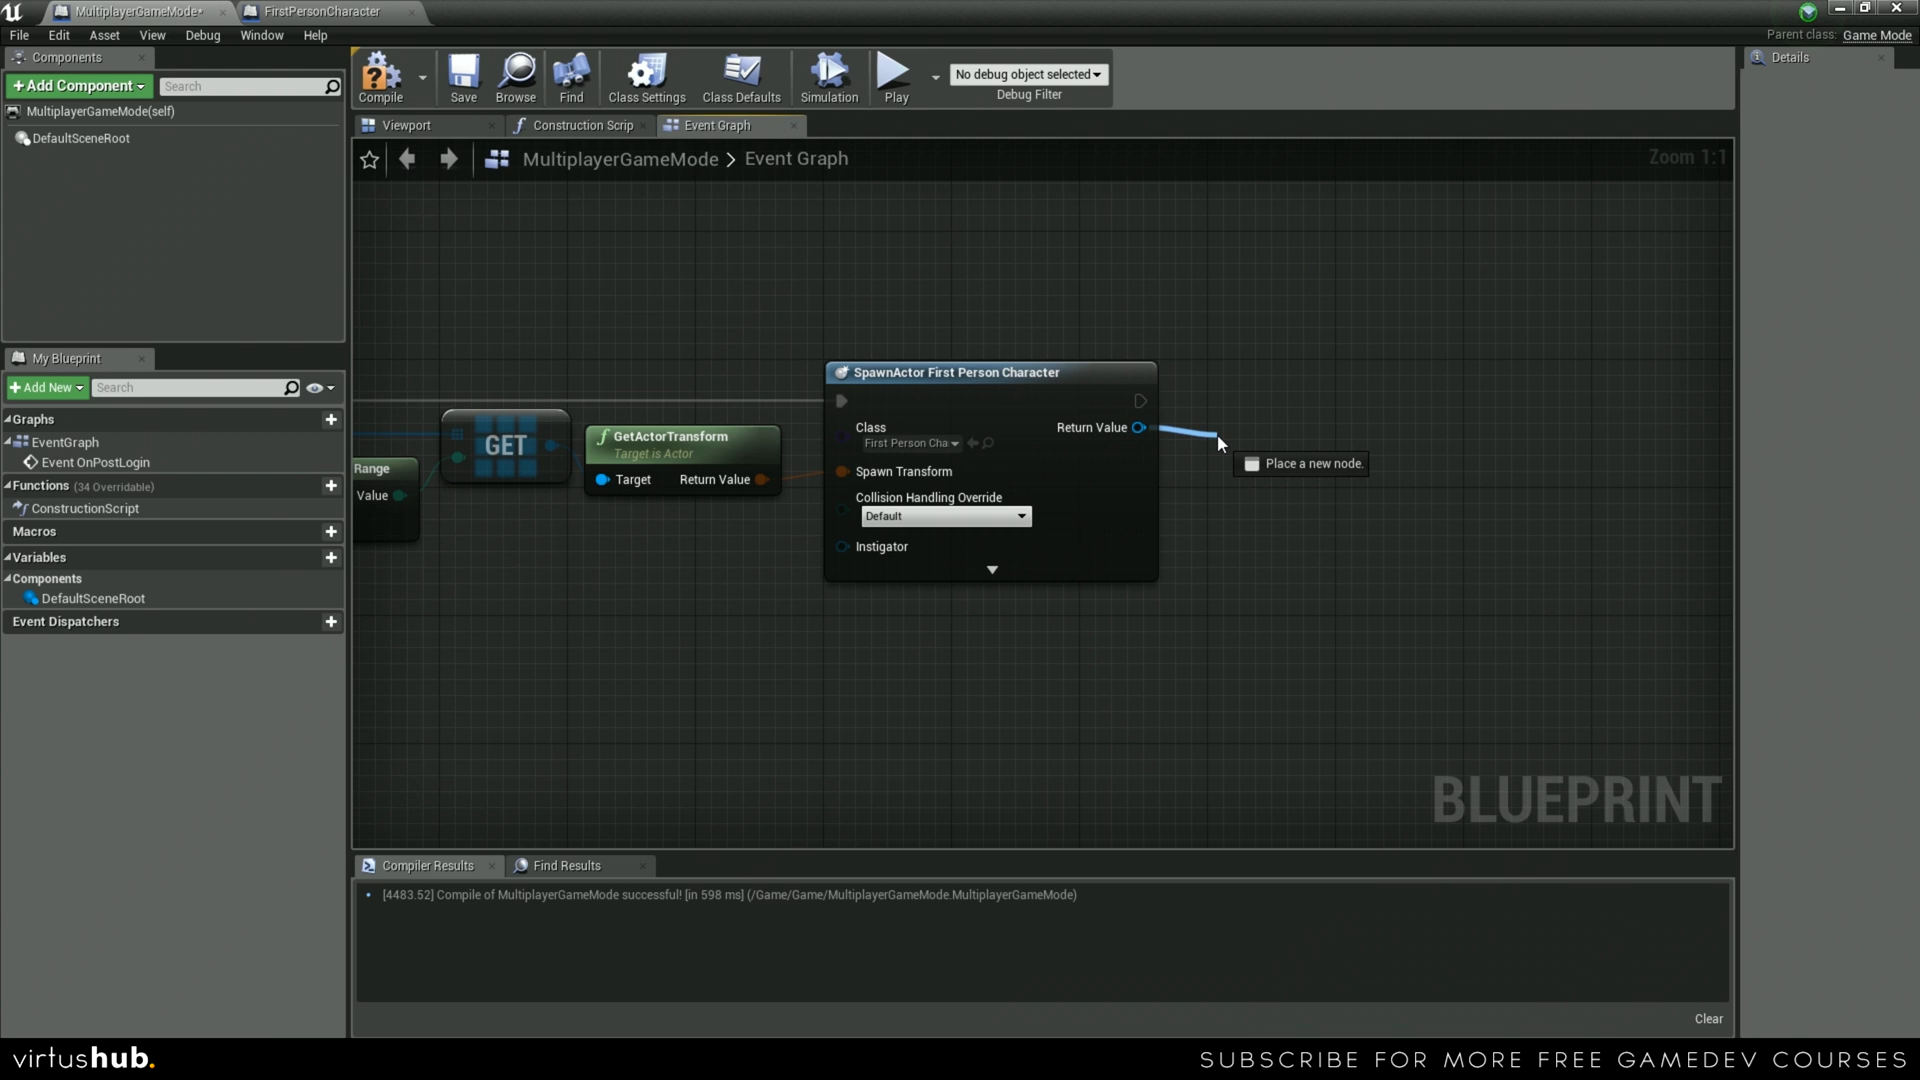 MultiplayerGameMode*
FirstPersonCharacter
File Edit Asset View Debug Window Help
Parent class: Game Mode
Components
+Add Component
Search
MultiplayerGameMode(self)
DefaultSceneRoot
Compile
Save
Browse
Find
Class Settings
Class Defaults
Simulation
Play
No debug object selected
Debug Filter
Details
Viewport
Construction Scrip
Event Graph
MultiplayerGameMode > Event Graph
Zoom 1:1
My Blueprint
+Add New
Search
Graphs
EventGraph
Event OnPostLogin
Functions (34 Overridable)
ConstructionScript
Macros
Variables
Components
DefaultSceneRoot
Event Dispatchers
Range
Value
GET
GetActorTransform
Target is Actor
Target
Return Value
SpawnActor First Person Character
Class
First Person Cha
Return Value
Spawn Transform
Collision Handling Override
Default
Instigator
Place a new node.
BLUEPRINT
Compiler Results
Find Results
[4483.52] Compile of MultiplayerGameMode successful! [in 598 ms] (/Game/Game/MultiplayerGameMode.MultiplayerGameMode)
Clear
virtushub.
SUBSCRIBE FOR MORE FREE GAMEDEV COURSES